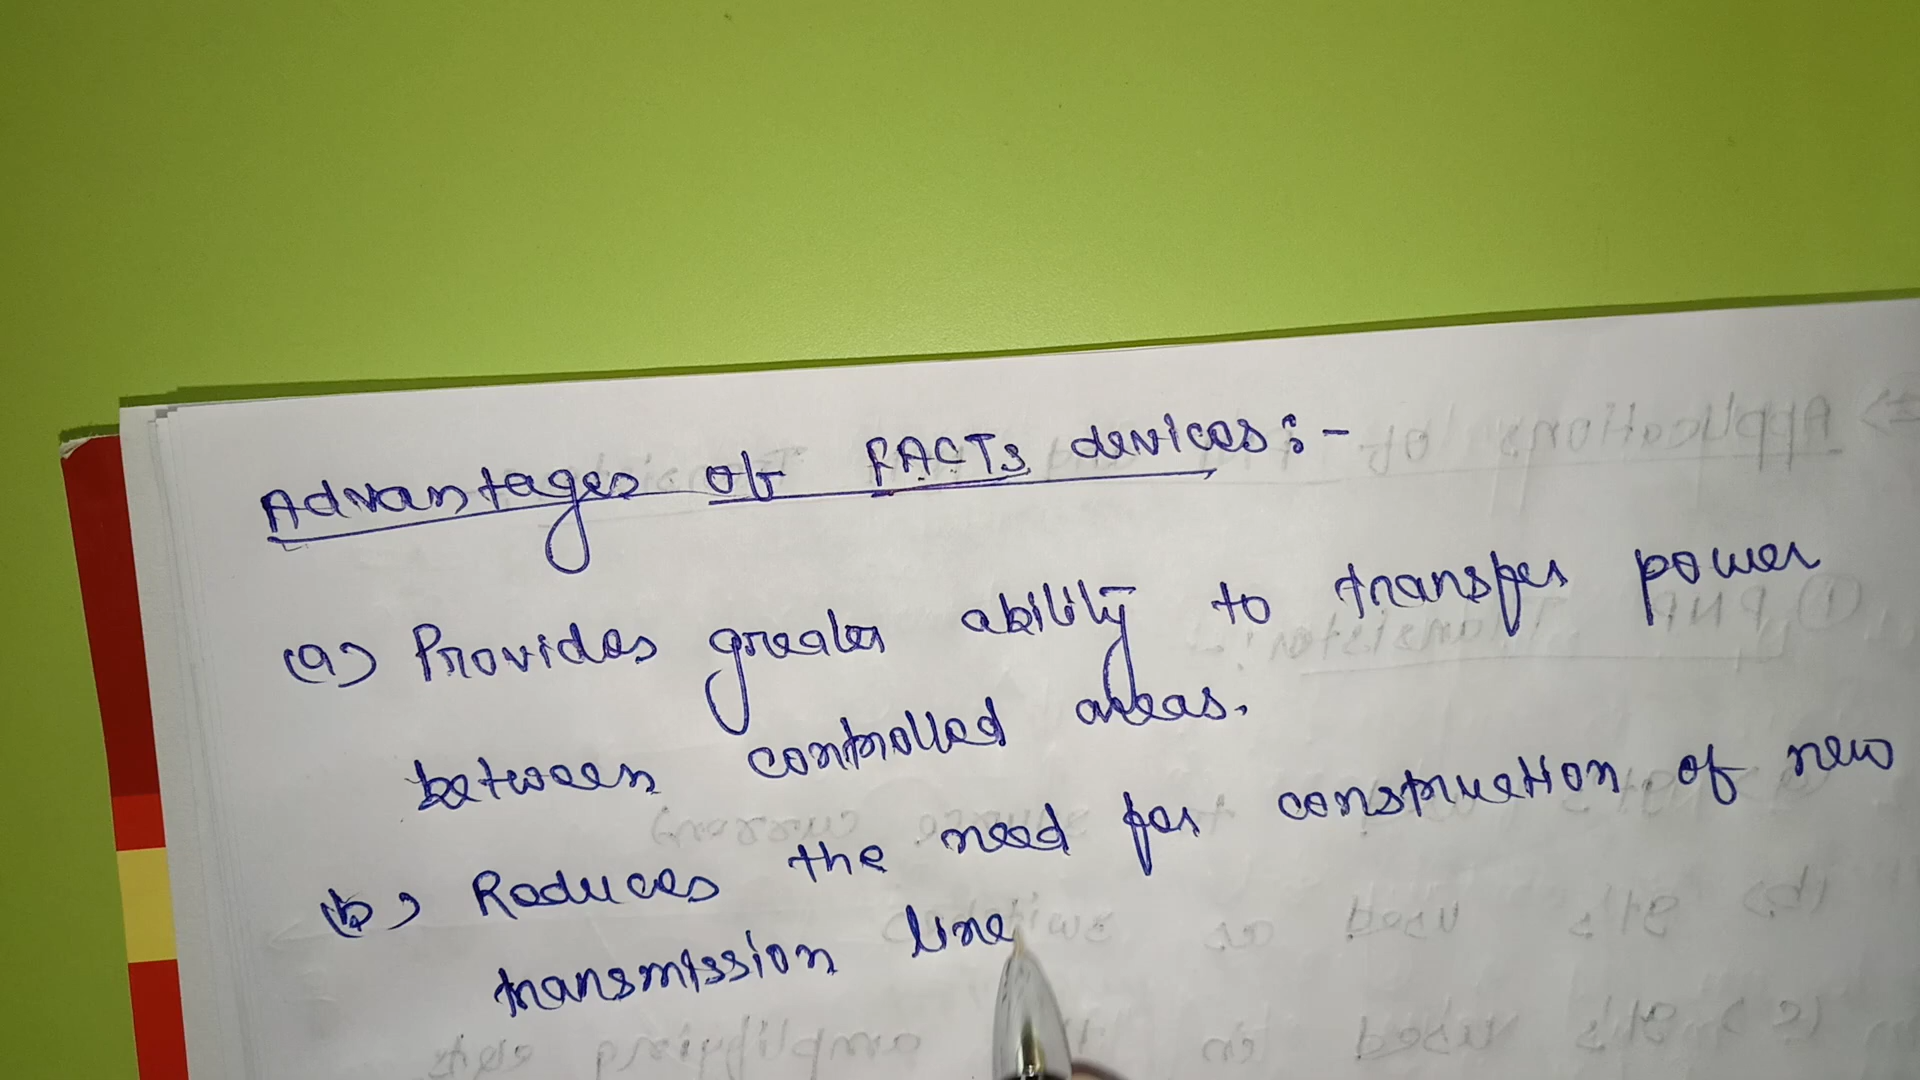 Advantages of FACTs devices:-
(a) Provides greater ability to transfer power
between controlled areas.
(b) Reduces the need for construction of new
transmission line